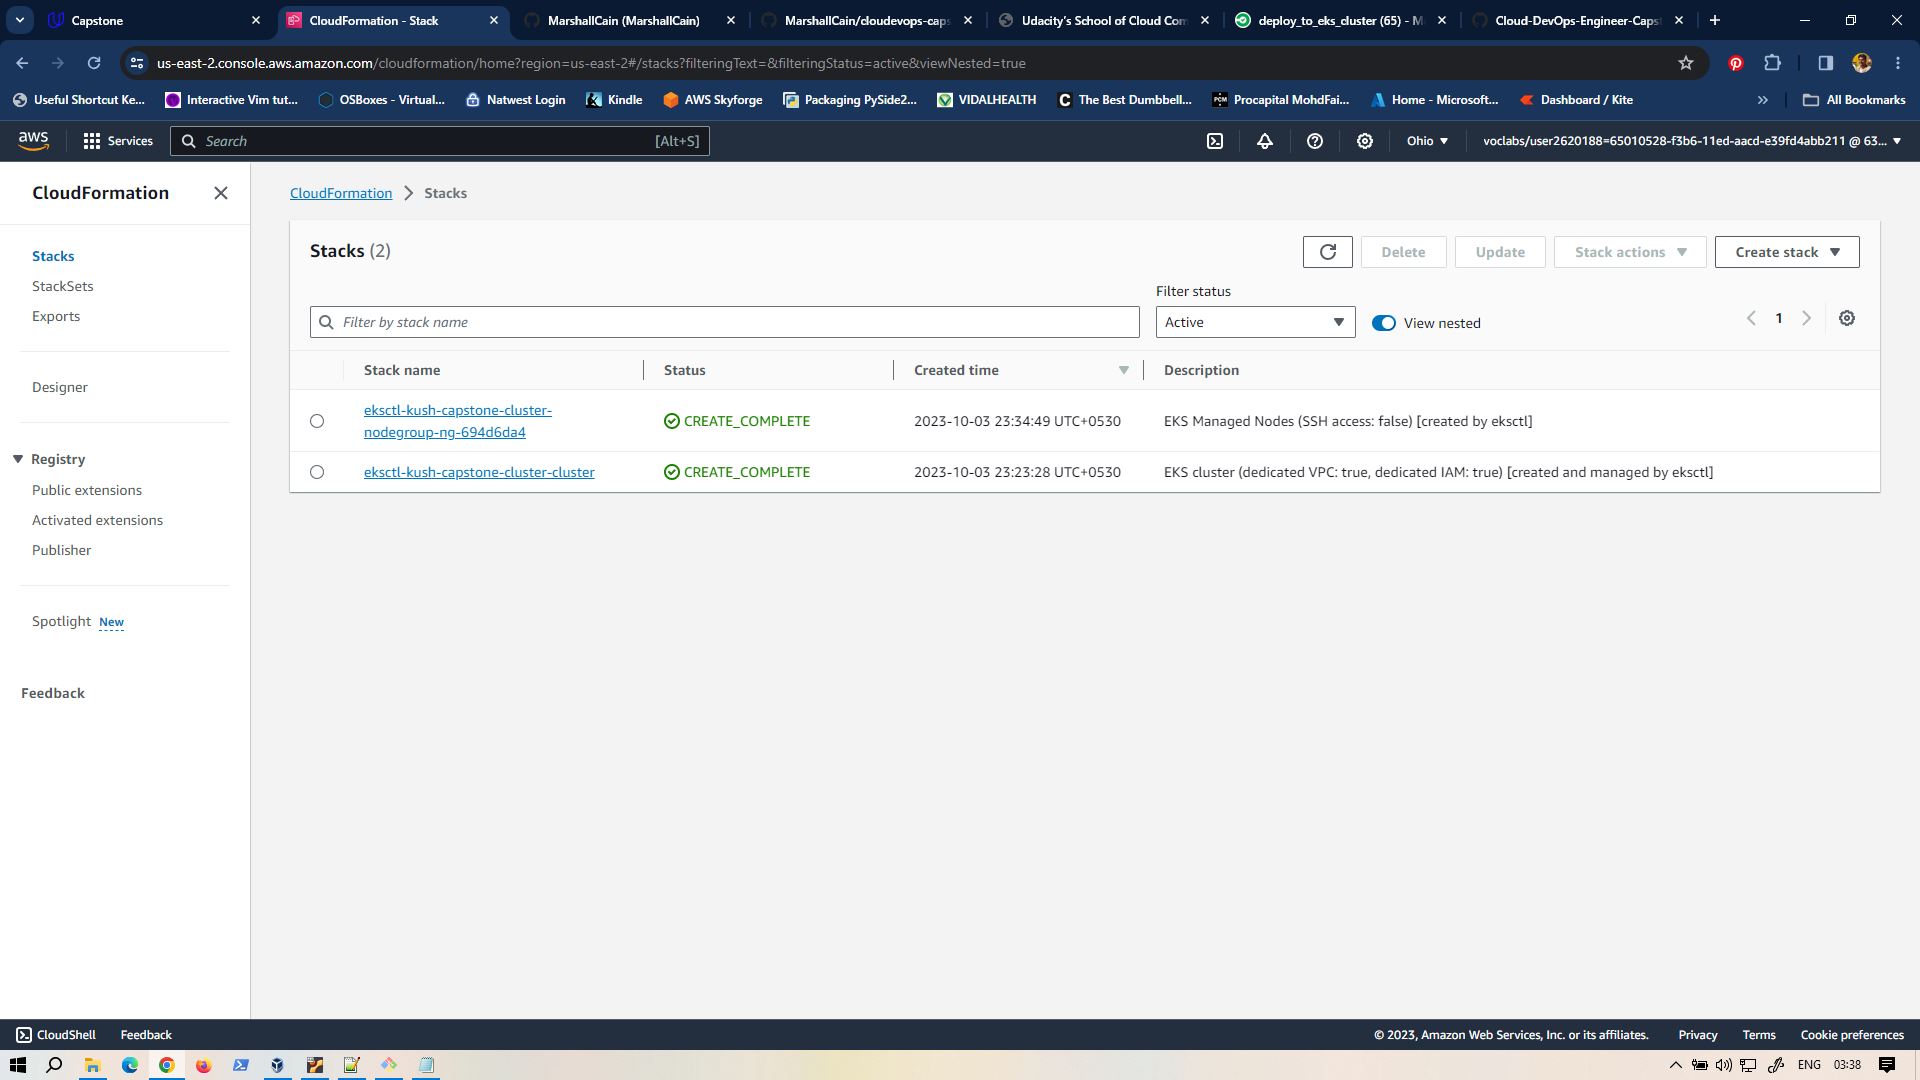 Capstone
CloudFormation - Stack
MarshallCain (MarshallCain)
MarshallCain/cloudevops-caps
Udacity's School of Cloud Com
deploy_to_eks_cluster (65) - M
Cloud-DevOps-Engineer-Capst
us-east-2.console.aws.amazon.com/cloudformation/home?region=us-east-2#/stacks?filteringText=&filteringStatus=active&viewNested=true
Useful Shortcut Ke...
Interactive Vim tut...
OSBoxes - Virtual...
Natwest Login
Kindle
AWS Skyforge
Packaging PySide2...
VIDALHEALTH
The Best Dumbbell...
Procapital MohdFai...
Home - Microsoft...
Dashboard / Kite
All Bookmarks
aws
Services
Search
[Alt+S]
Ohio
voclabs/user2620188=65010528-f3b6-11ed-aacd-e39fd4abb211 @ 63...
CloudFormation
Stacks
StackSets
Exports
Designer
Registry
Public extensions
Activated extensions
Publisher
Spotlight New
Feedback
CloudFormation > Stacks
Stacks (2)
Delete
Update
Stack actions
Create stack
Filter status
Filter by stack name
Active
View nested
1
Stack name
Status
Created time
Description
eksctl-kush-capstone-cluster-
nodegroup-ng-694d6da4
CREATE_COMPLETE
2023-10-03 23:34:49 UTC+0530
EKS Managed Nodes (SSH access: false) [created by eksctl]
eksctl-kush-capstone-cluster-cluster
CREATE_COMPLETE
2023-10-03 23:23:28 UTC+0530
EKS cluster (dedicated VPC: true, dedicated IAM: true) [created and managed by eksctl]
CloudShell
Feedback
© 2023, Amazon Web Services, Inc. or its affiliates.
Privacy
Terms
Cookie preferences
ENG
03:38